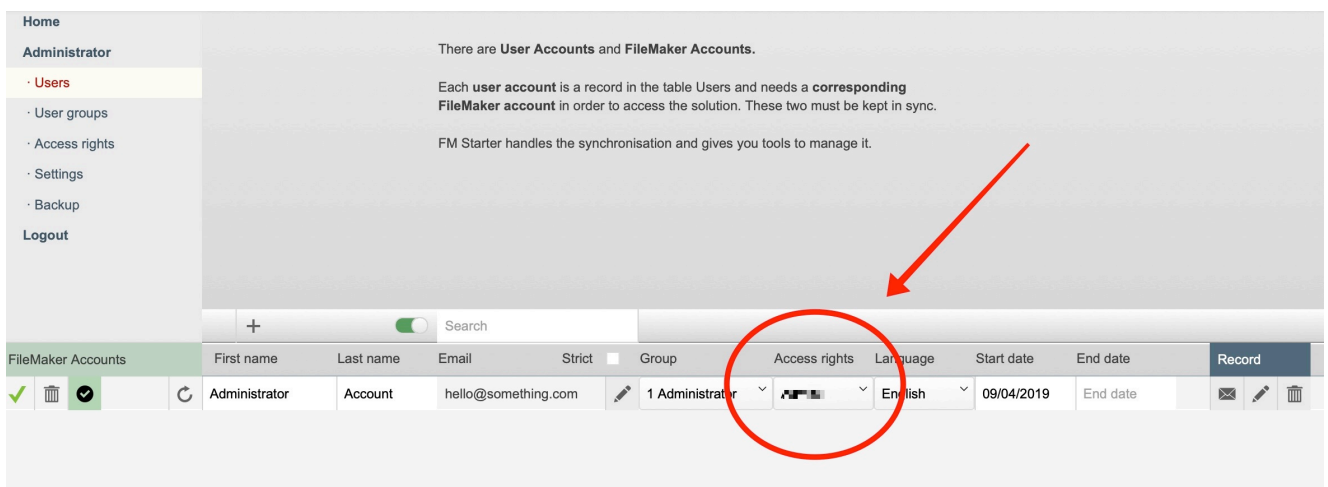 Home
Administrator
· Users
· User groups
· Access rights
· Settings
· Backup
Logout
There are User Accounts and FileMaker Accounts.
Each user account is a record in the table Users and needs a corresponding
FileMaker account in order to access the solution. These two must be kept in sync.
FM Starter handles the synchronisation and gives you tools to manage it.
Search
FileMaker Accounts First name Last name Email Strict Group Access rights Language Start date End date Record
Administrator Account hello@something.com 1 Administrator English 09/04/2019 End date